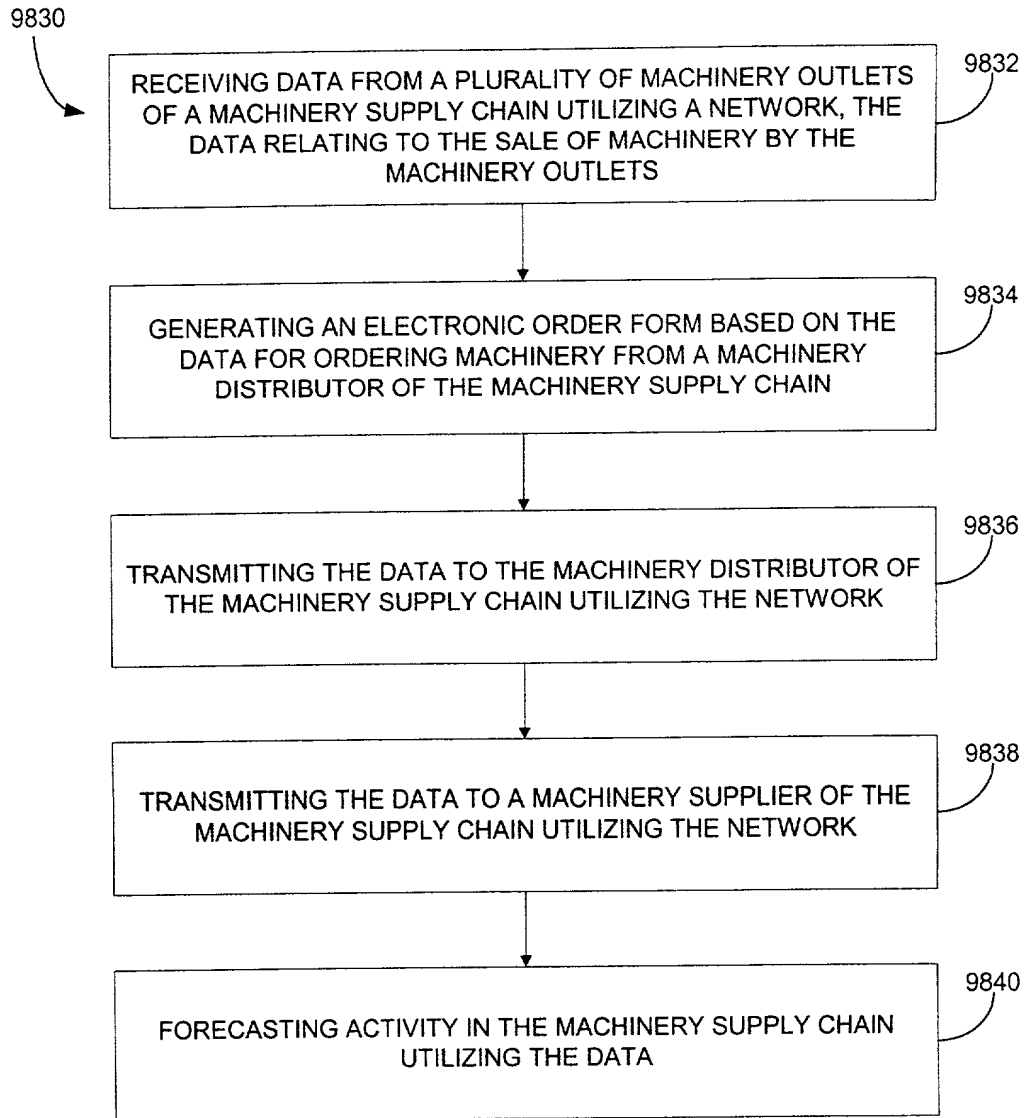 9830
9832
RECEIVING DATA FROM A PLURALITY OF MACHINERY OUTLETS
OF A MACHINERY SUPPLY CHAIN UTILIZING A NETWORK, THE
DATA RELATING TO THE SALE OF MACHINERY BY THE
MACHINERY OUTLETS
9834
GENERATING AN ELECTRONIC ORDER FORM BASED ON THE
DATA FOR ORDERING MACHINERY FROM A MACHINERY
DISTRIBUTOR OF THE MACHINERY SUPPLY CHAIN
9836
TRANSMITTING THE DATA TO THE MACHINERY DISTRIBUTOR OF
THE MACHINERY SUPPLY CHAIN UTILIZING THE NETWORK
9838
TRANSMITTING THE DATA TO A MACHINERY SUPPLIER OF THE
MACHINERY SUPPLY CHAIN UTILIZING THE NETWORK
9840
FORECASTING ACTIVITY IN THE MACHINERY SUPPLY CHAIN
UTILIZING THE DATA